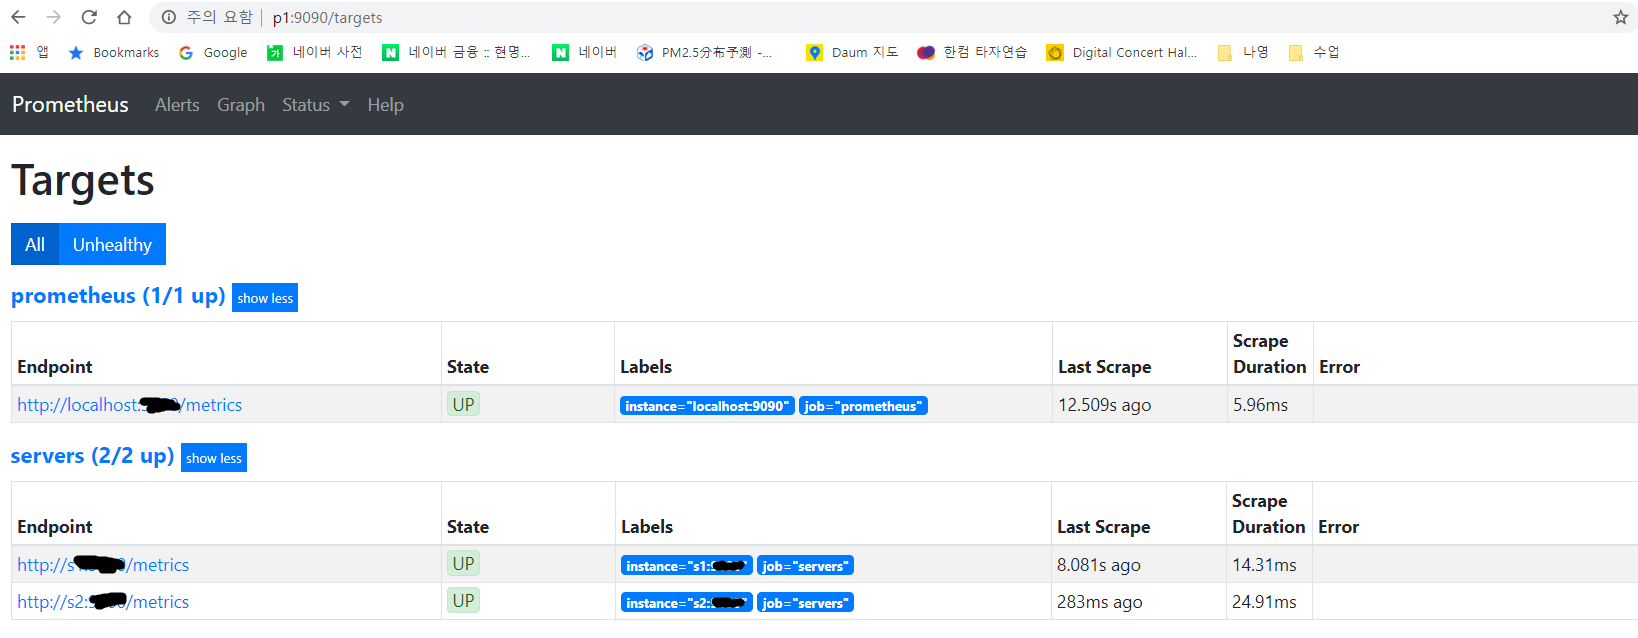 주의 요함 p1:9090/targets
앱 Bookmarks Google 네이버 사전 네이버 금융 :: 현명... 네이버 PM2.5分布予測 -... Daum 지도 한컴 타자연습 Digital Concert Hal... 나영 수업
Prometheus Alerts Graph Status Help
Targets
All Unhealthy
prometheus (1/1 up) show less
Endpoint State Labels Last Scrape Scrape Duration Error
http://localhost: /metrics UP instance="localhost:9090" job="prometheus" 12.509s ago 5.96ms
servers (2/2 up) show less
Endpoint State Labels Last Scrape Scrape Duration Error
http://s /metrics UP instance="s1: job="servers" 8.081s ago 14.31ms
http://s2: /metrics UP instance="s2: job="servers" 283ms ago 24.91ms